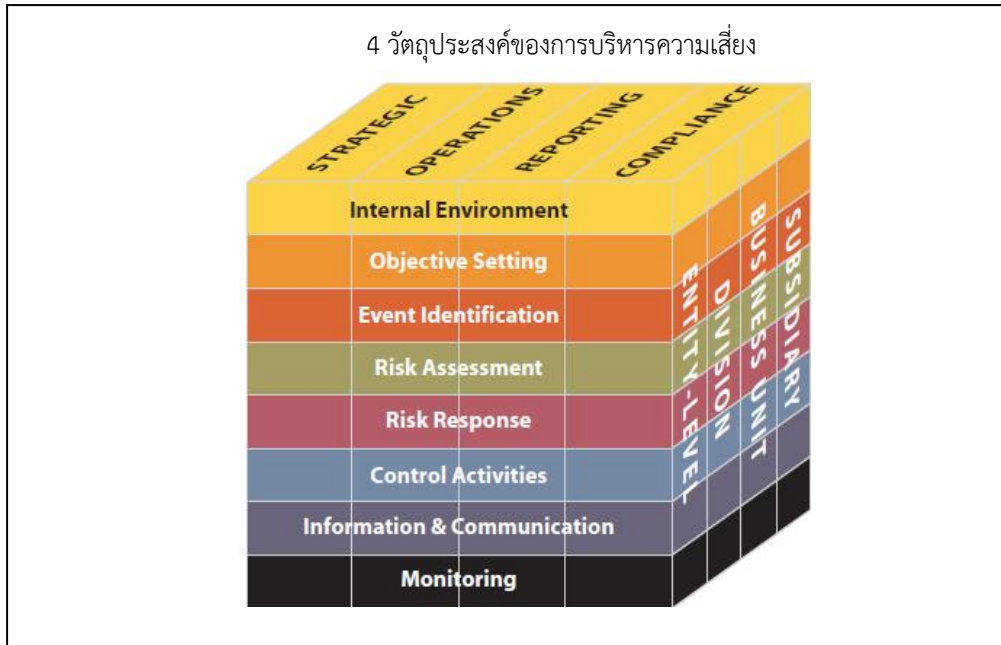 4 วัตถุประสงค์ของการบริหารความเสี่ยง
STRATEGIC
OPERATIONS
REPORTING
COMPLIANCE
Internal Environment
Objective Setting
Event Identification
Risk Assessment
Risk Response
Control Activities
Information & Communication
Monitoring
ENTITY-LEVEL
DIVISION
BUSINESS UNIT
SUBSIDIARY